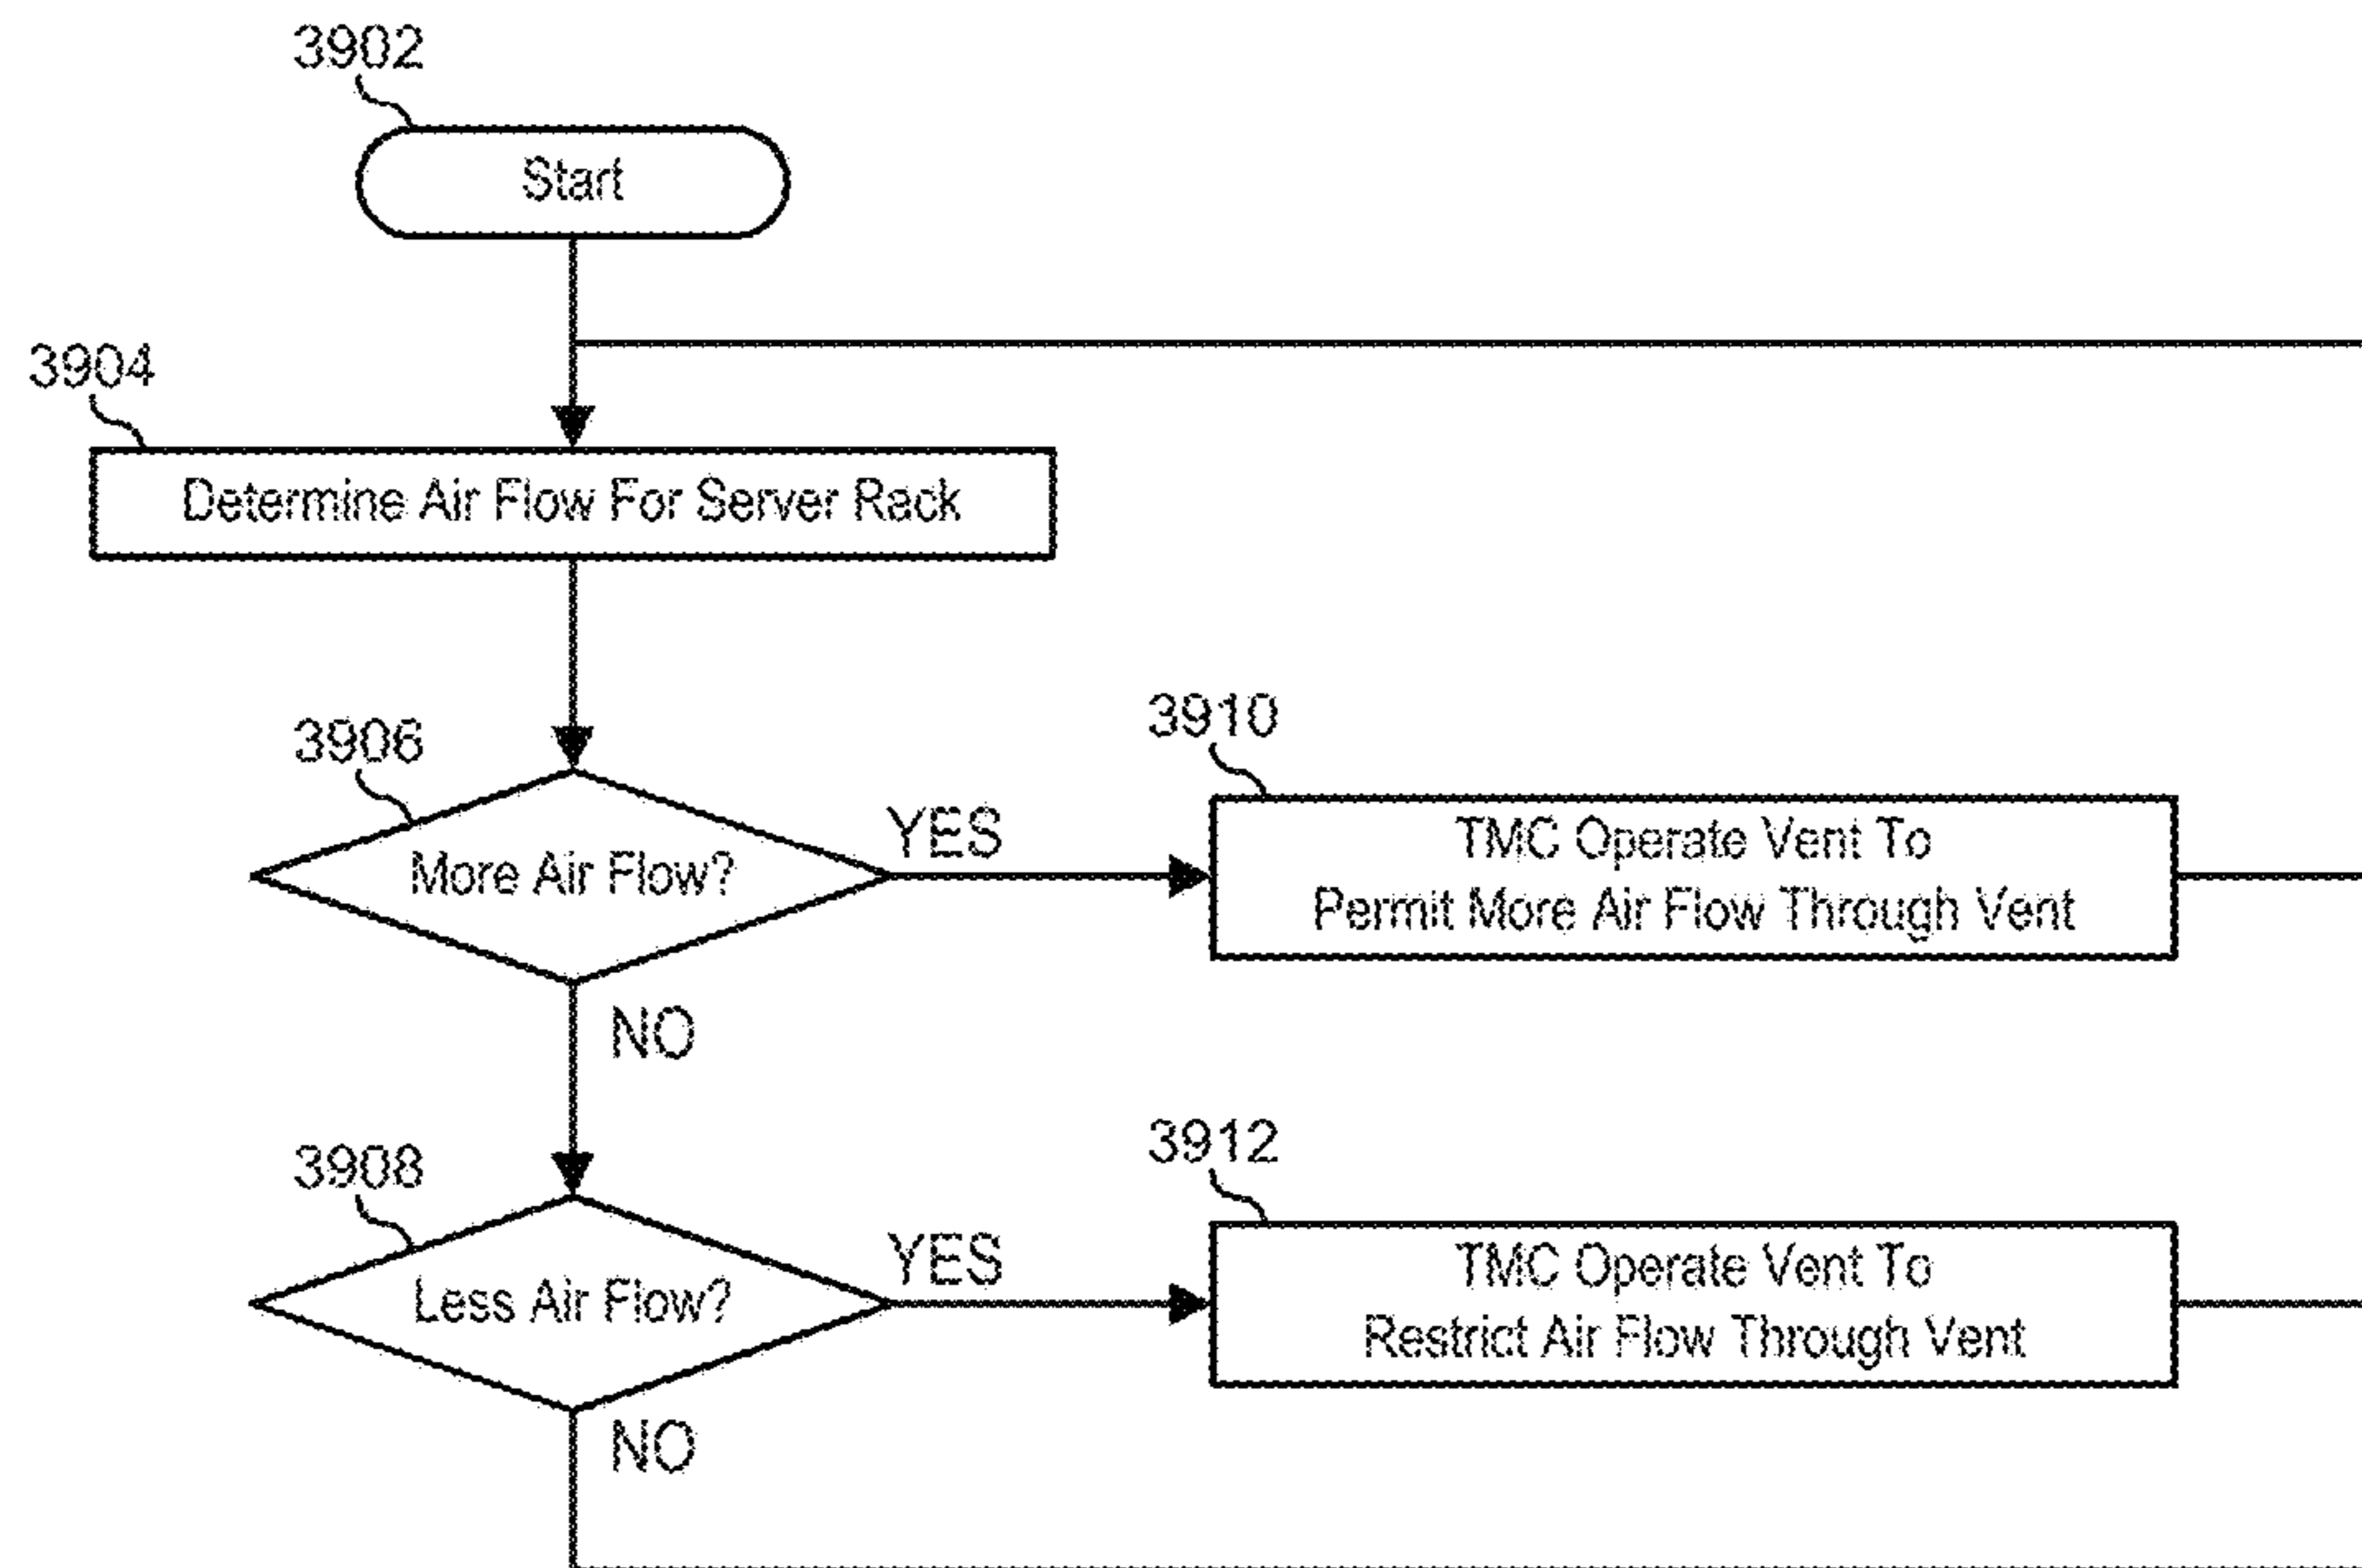 3902
Start
3904
Determine Air Flow For Server Rack
3906
More Air Flow?
YES
3910
TMC Operate Vent To
Permit More Air Flow Through Vent
NO
3908
Less Air Flow?
YES
3912
TMC Operate Vent To
Restrict Air Flow Through Vent
NO